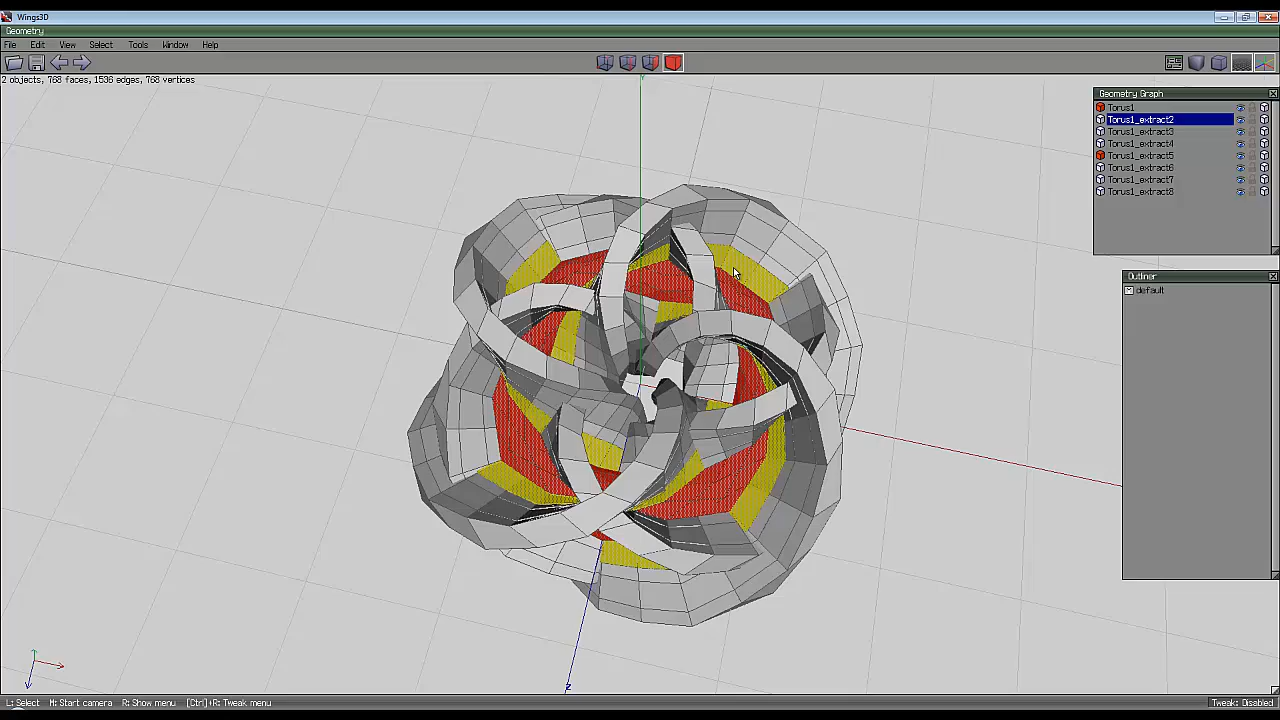 Wings3D
Geometry
File Edit View Select Tools Window Help
2 objects, 768 faces, 1536 edges, 768 vertices
Y
Geometry Graph
Torus1
Torus1_extract2
Torus1_extract3
Torus1_extract4
Torus1_extract5
Torus1_extract6
Torus1_extract7
Torus1_extract8
Outliner
default
Z
L: Select M: Start camera R: Show menu [Ctrl]+R: Tweak menu
Tweak: Disabled